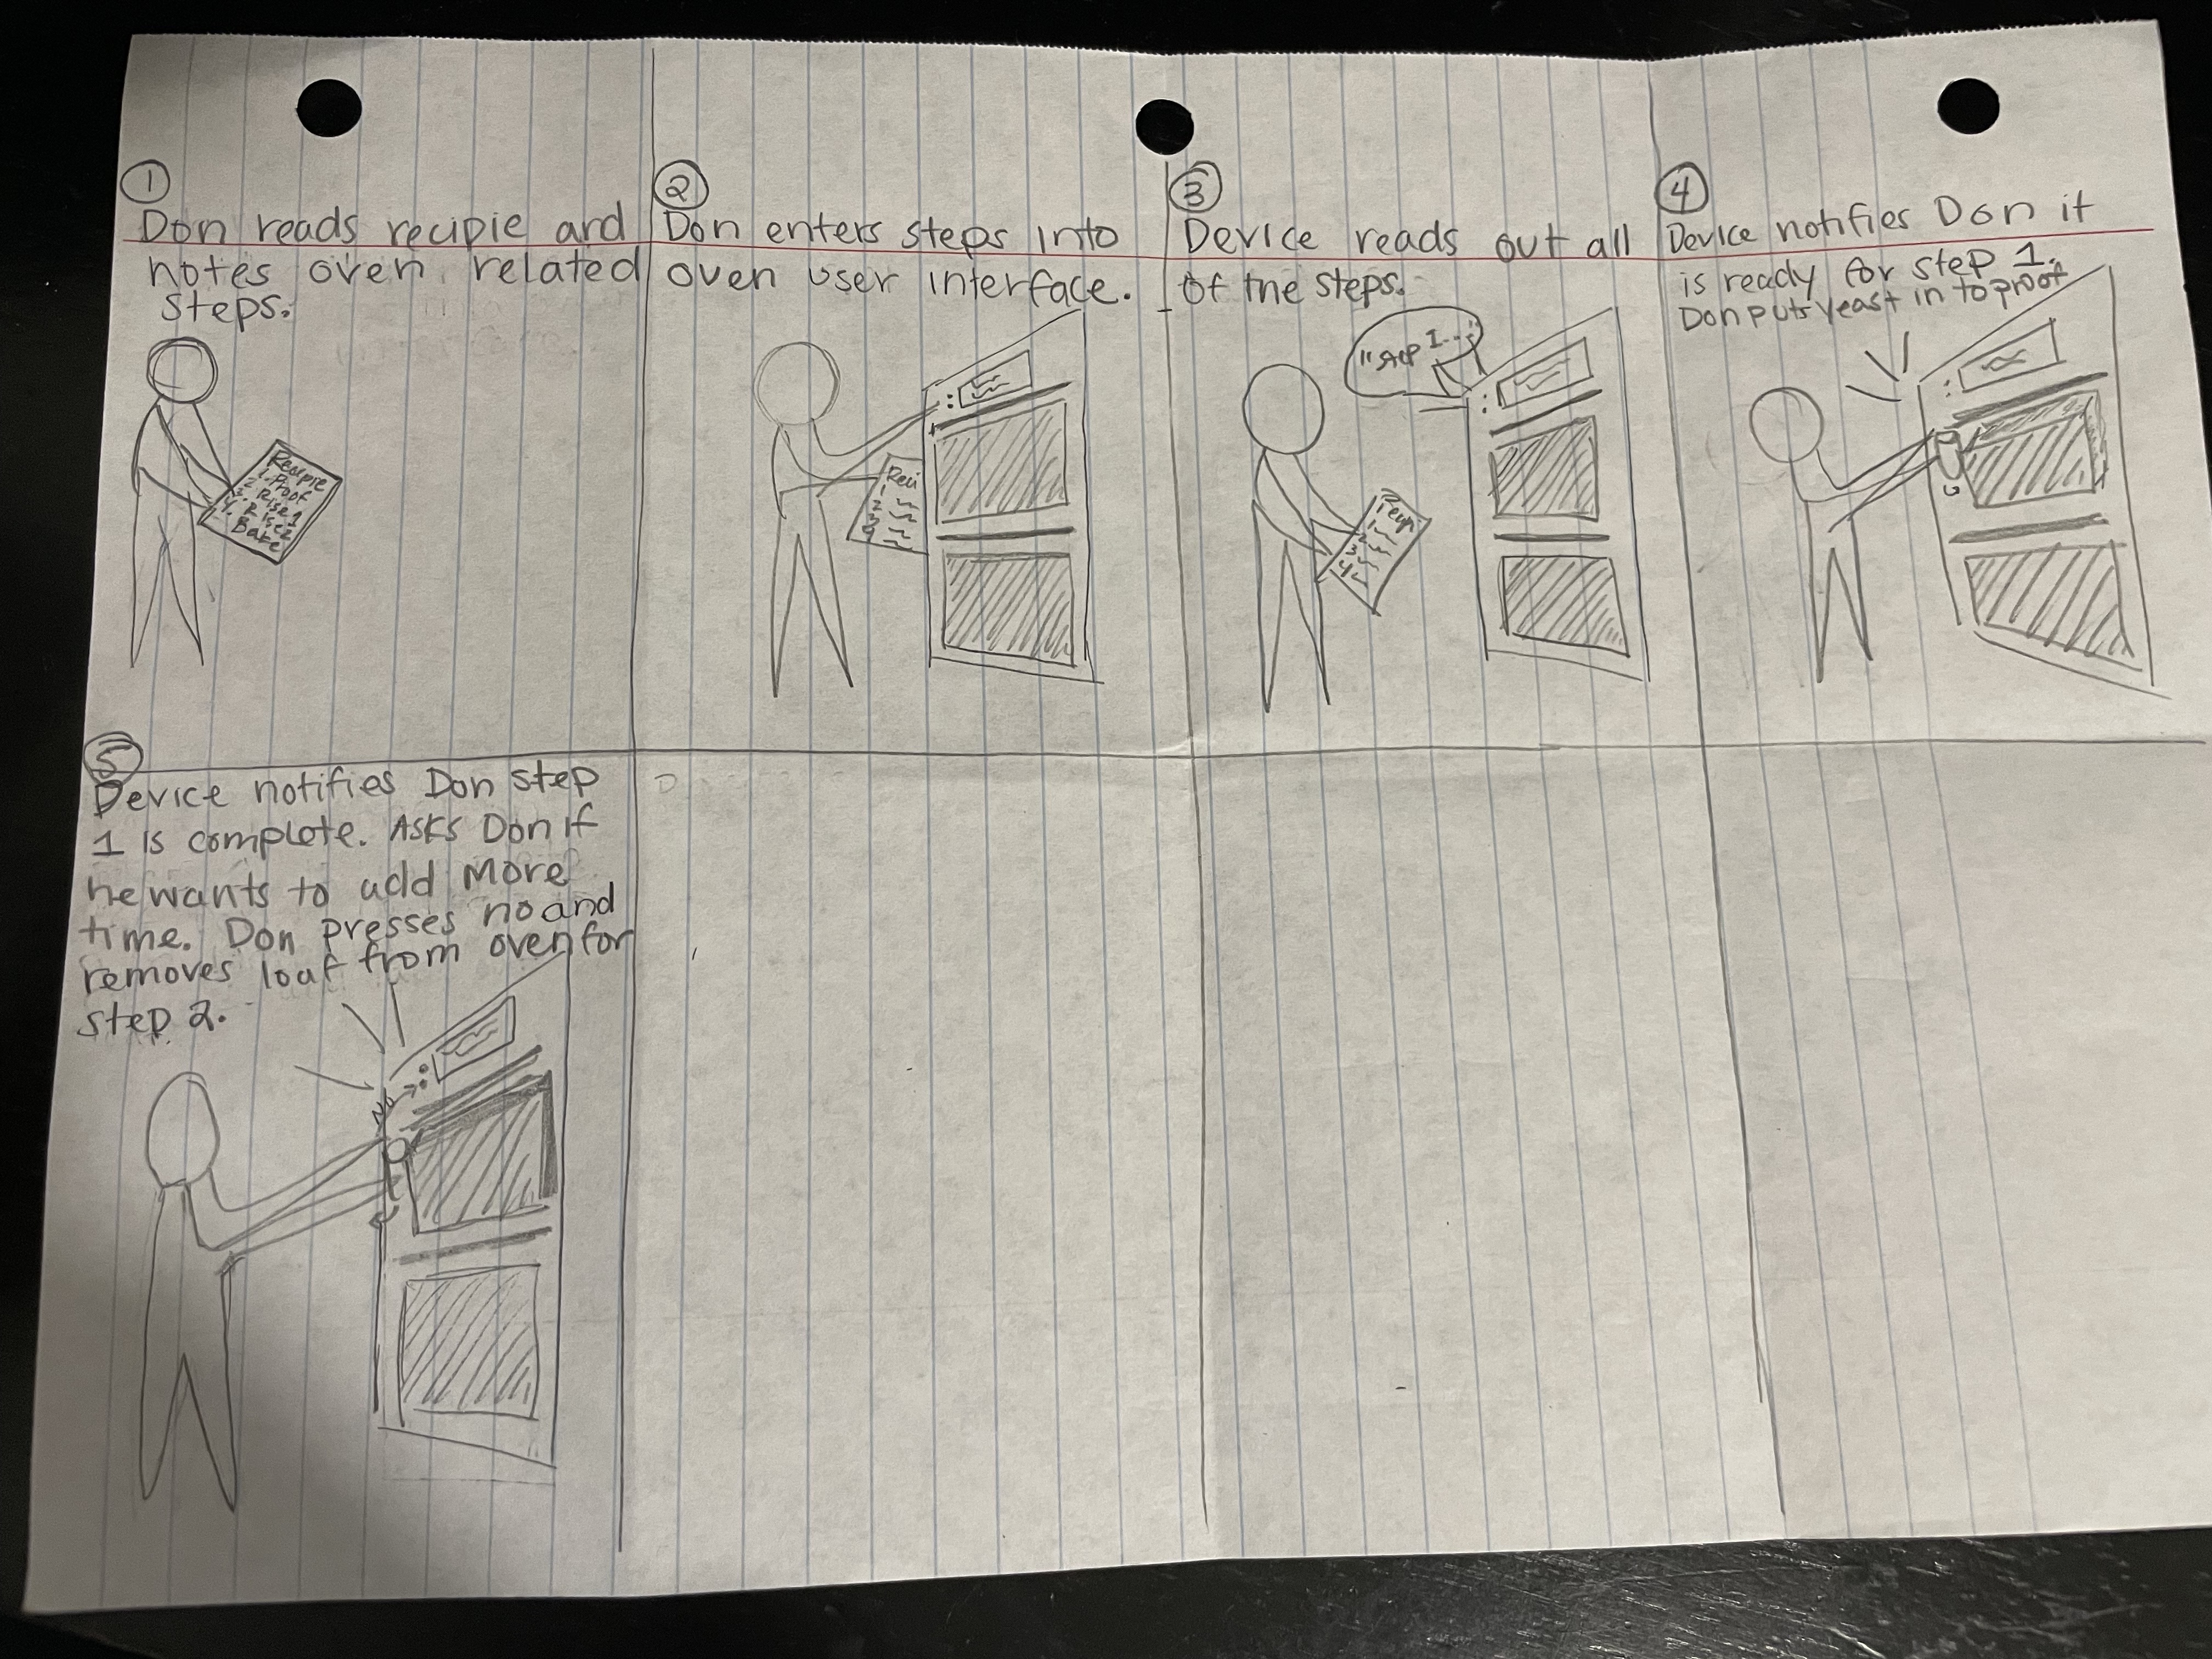 1
Don reads recipie and
notes oven related
steps.
Recipie
1. Proof
2. Rise 1
3. Rise 2
4. Bake
2
Don enters steps into
oven user interface.
Reci
1
2
3
4
3
Device reads out all
of the steps.
"Step 1..."
Recip
1
2
3
4
4
Device notifies Don it
is ready for step 1.
Don puts yeast in to proof
5
Device notifies Don step
1 is complete. Asks Don if
he wants to add more
time. Don presses no and
removes loaf from oven for
step 2.
No